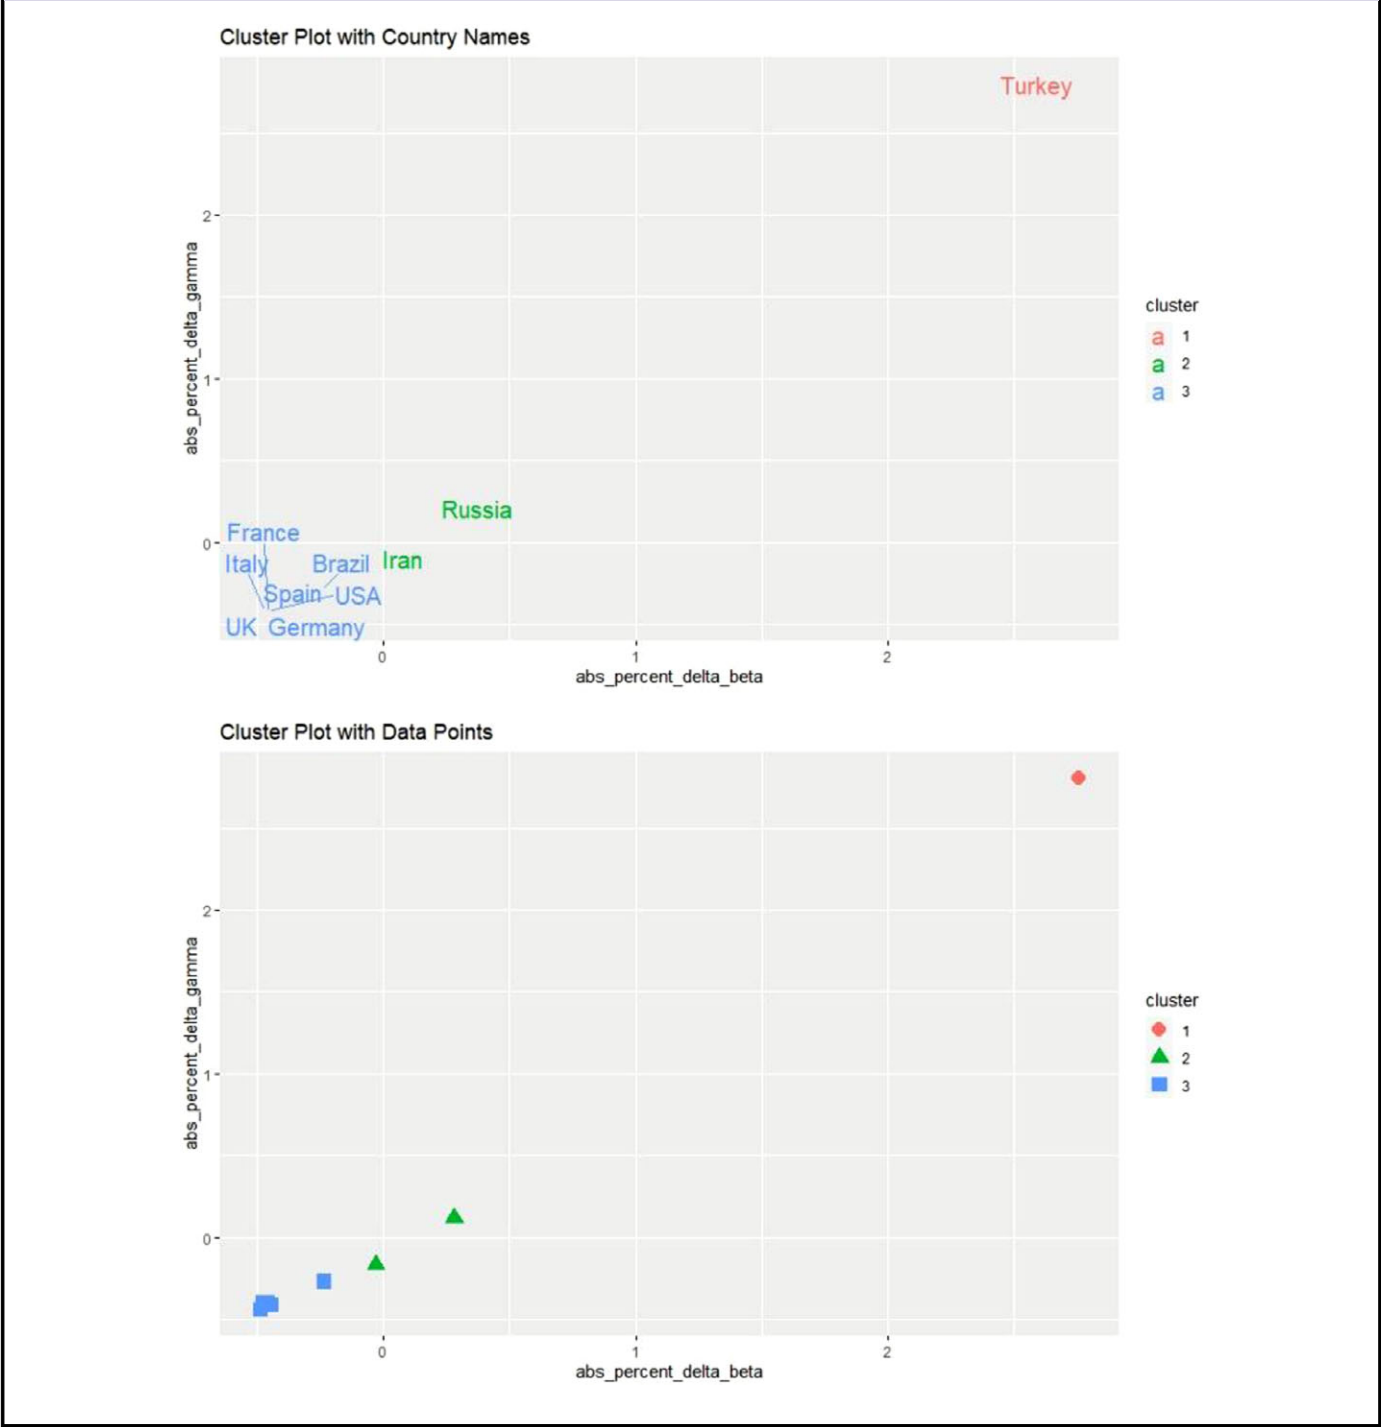 Cluster Plot with Country Names
Turkey
2
1
0
abs_percent_delta_gamma
Russia
France
Italy
Brazil
Iran
Spain
USA
UK
Germany
0
1
2
abs_percent_delta_beta
cluster
a 1
a 2
a 3
Cluster Plot with Data Points
2
1
0
abs_percent_delta_gamma
0
1
2
abs_percent_delta_beta
cluster
1
2
3